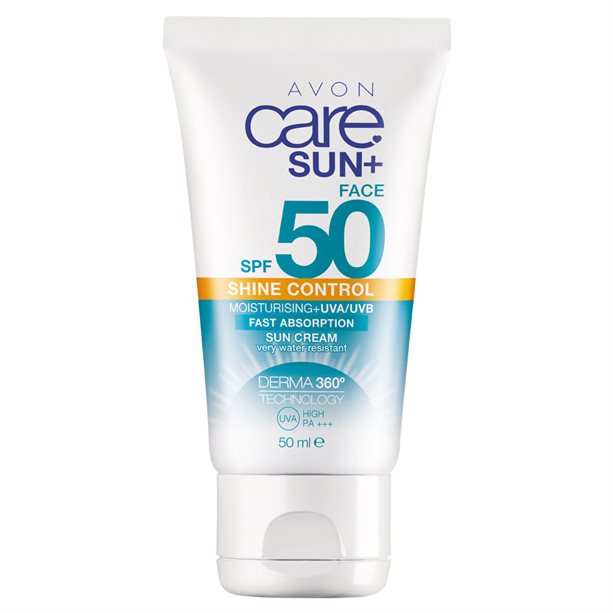 AVON
care
SUN+
FACE
SPF 50
SHINE CONTROL
MOISTURISING+UVA/UVB
FAST ABSORPTION
SUN CREAM
very water resistant
DERMA 360º
TECHNOLOGY
UVA HIGH
PA +++
50 ml e